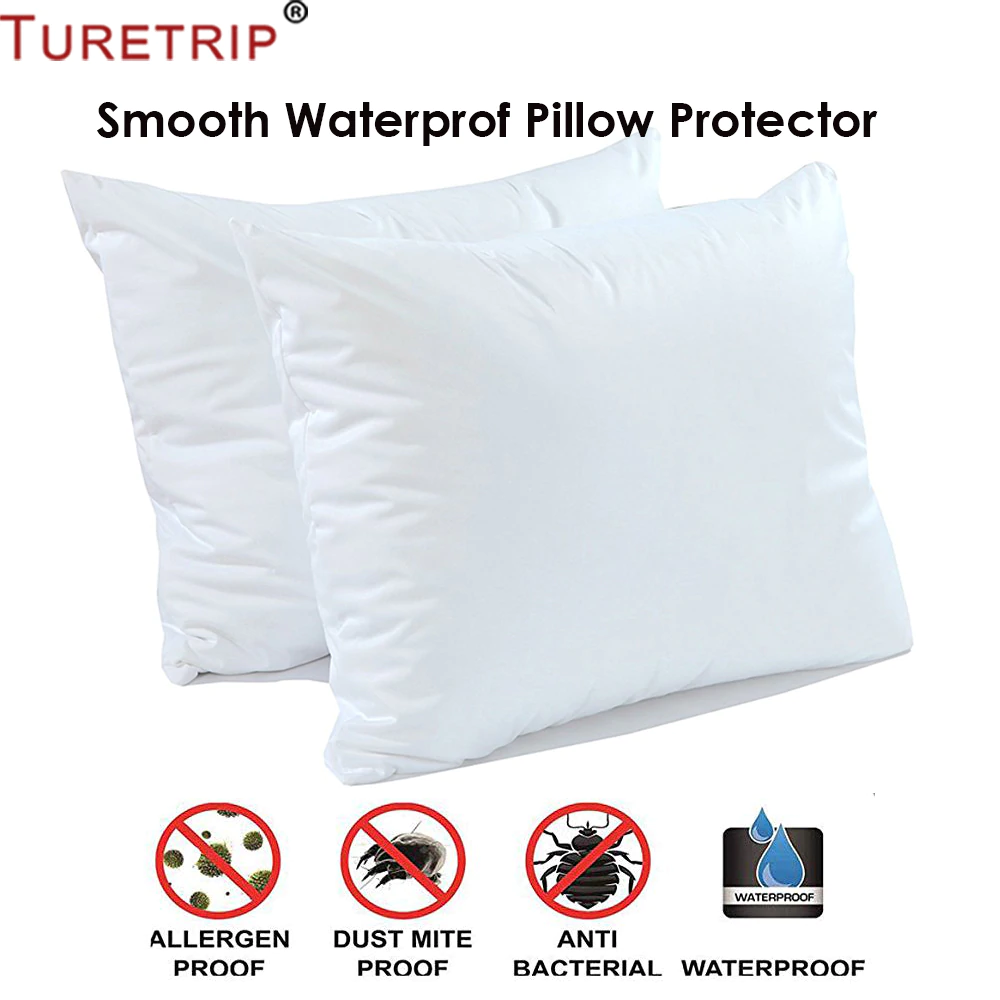 TURETRIP®
Smooth Waterprof Pillow Protector
WATERPROOF
ALLERGEN PROOF
DUST MITE PROOF
ANTI BACTERIAL
WATERPROOF